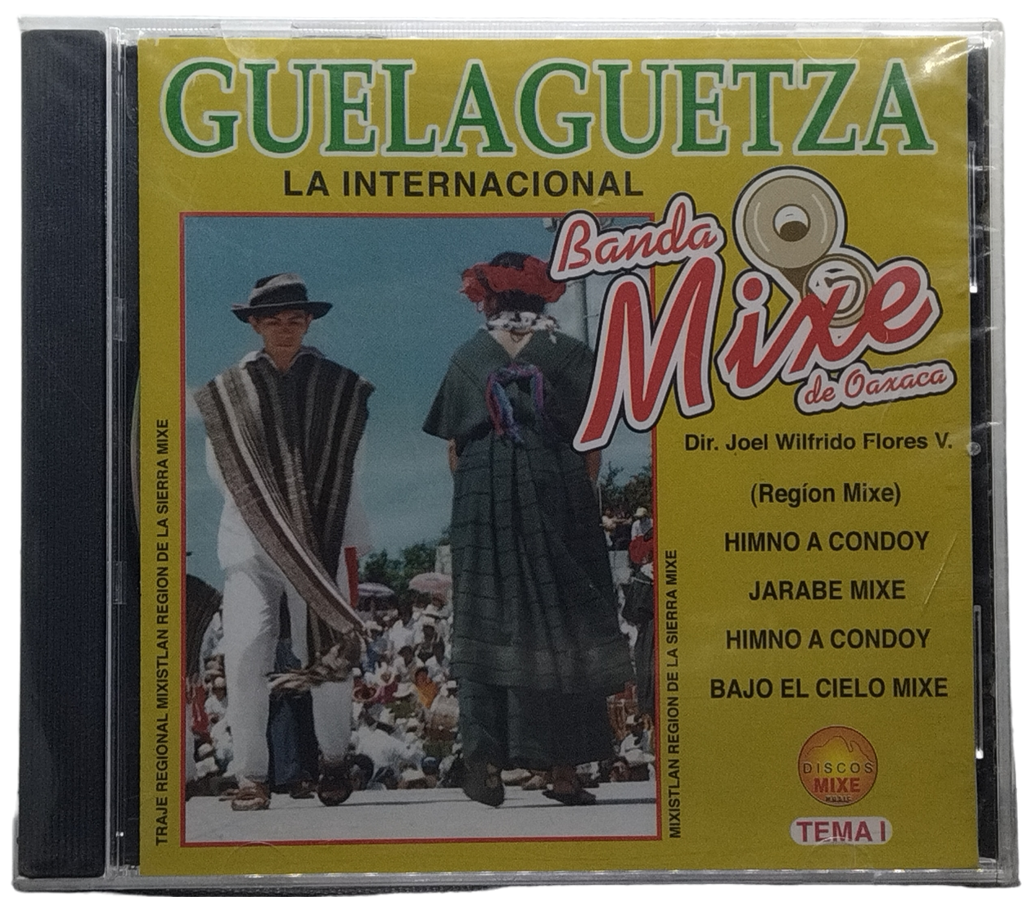 GUELAGUETZA
LA INTERNACIONAL
Banda
Mixe
de Oaxaca
Dir. Joel Wilfrido Flores V.
(Regíon Mixe)
HIMNO A CONDOY
JARABE MIXE
HIMNO A CONDOY
BAJO EL CIELO MIXE
TRAJE REGIONAL MIXISTLAN REGION DE LA SIERRA MIXE
MIXISTLAN REGION DE LA SIERRA MIXE
DISCOS
MIXE
MUSIC
TEMA I